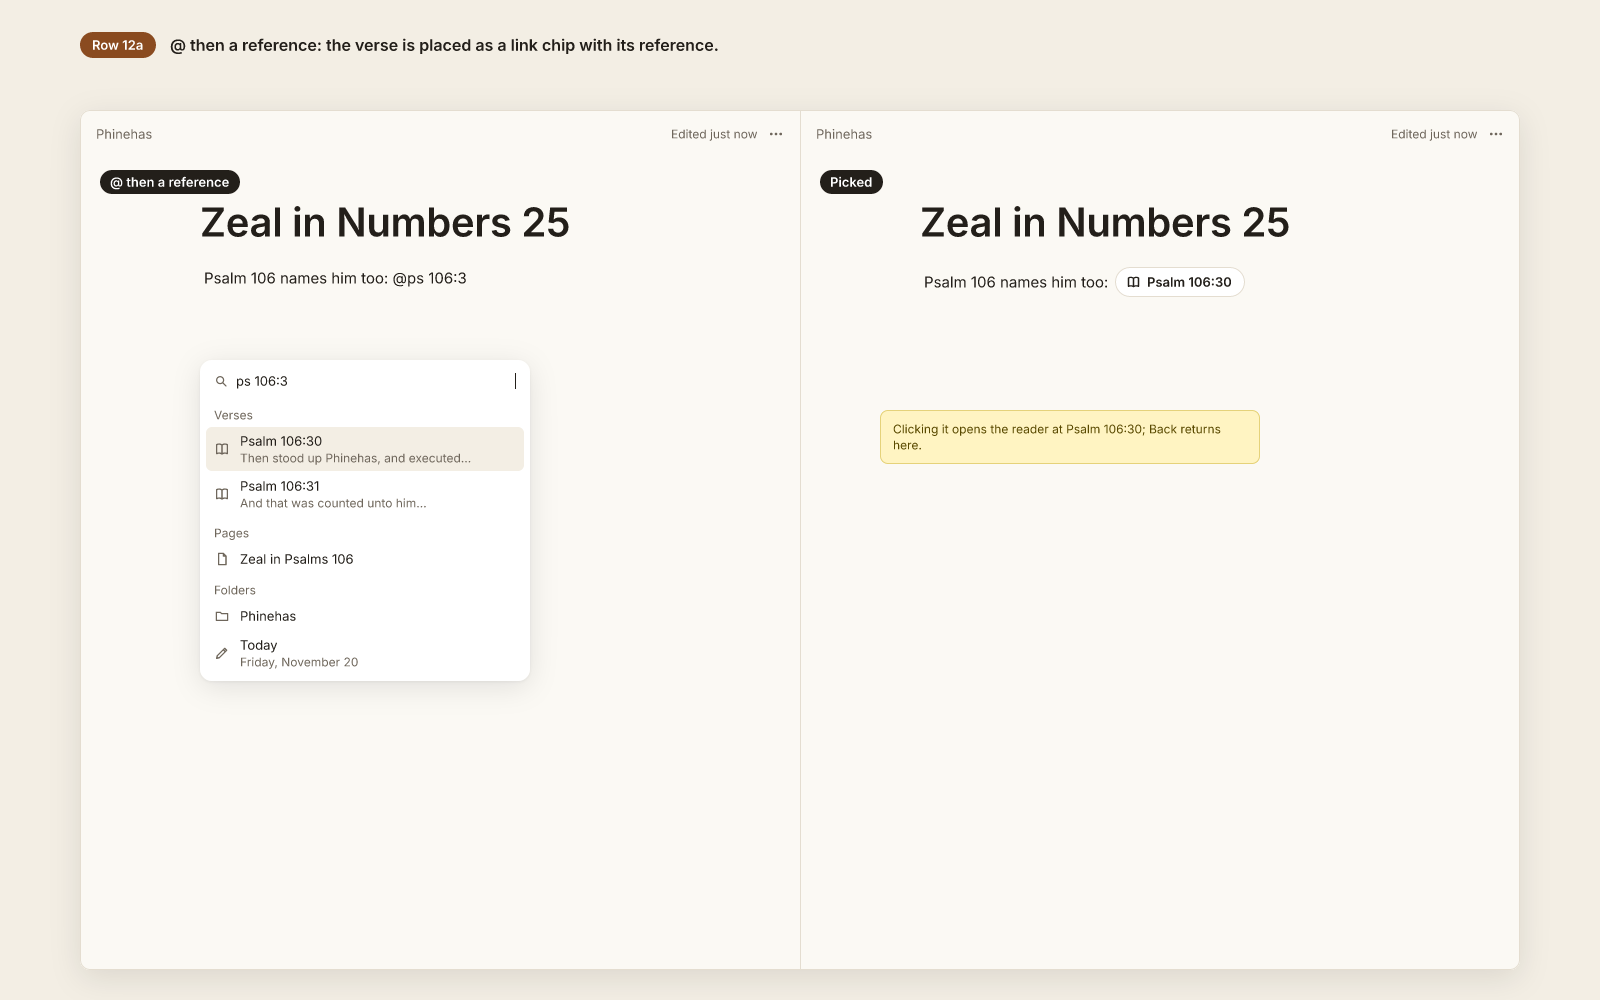 Row 12a
@ then a reference: the verse is placed as a link chip with its reference.
Phinehas
Edited just now
@ then a reference
Zeal in Numbers 25
Psalm 106 names him too: @ps 106:3
ps 106:3
Verses
Psalm 106:30
Then stood up Phinehas, and executed...
Psalm 106:31
And that was counted unto him...
Pages
Zeal in Psalms 106
Folders
Phinehas
Today
Friday, November 20
Phinehas
Edited just now
Picked
Zeal in Numbers 25
Psalm 106 names him too: Psalm 106:30
Clicking it opens the reader at Psalm 106:30; Back returns
here.